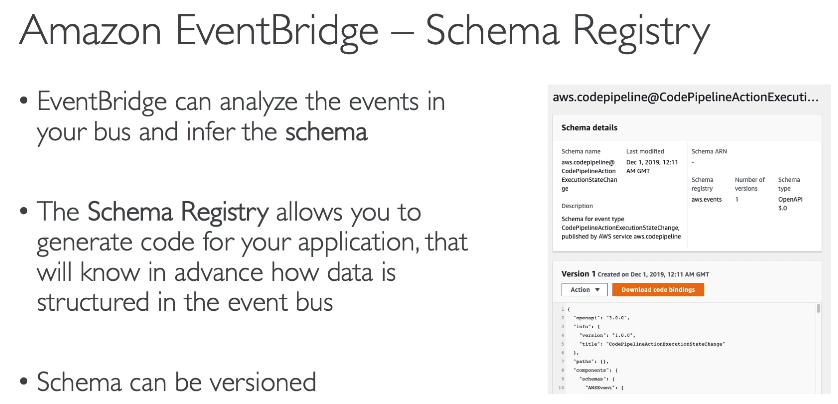 Amazon EventBridge – Schema Registry
• EventBridge can analyze the events in
your bus and infer the schema
• The Schema Registry allows you to
generate code for your application, that
will know in advance how data is
structured in the event bus
• Schema can be versioned
aws.codepipeline@CodePipelineActionExecuti...
Schema details
Schema name
aws.codepipeline@
CodePipelineAction
ExecutionStateChan
ge
Last modified
Dec 1, 2019, 12:11
AM GMT
Schema ARN
-
Schema
registry
aws.events
Number of
versions
1
Schema
type
OpenAPI
3.0
Description
Schema for event type
CodePipelineActionExecutionStateChange,
published by AWS service aws.codepipeline
Version 1 Created on Dec 1, 2019, 12:11 AM GMT
Action ▼
Download code bindings
1 {
2 "openapi": "3.0.0",
3 "info": {
4 "version": "1.0.0",
5 "title": "CodePipelineActionExecutionStateChange"
6 },
7 "paths": {},
8 "components": {
9 "schemas": {
10 "AWSEvent": {